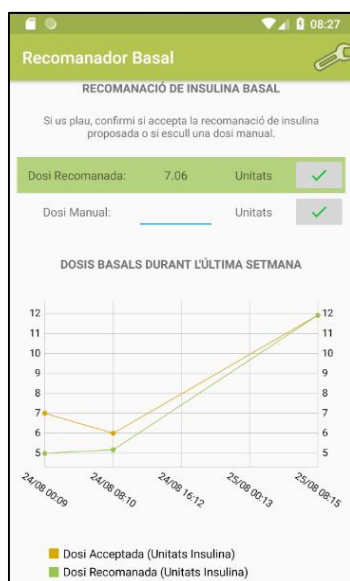 08:27
Recomanador Basal
RECOMANACIÓ DE INSULINA BASAL
Si us plau, confirmi si accepta la recomanació de insulina
proposada o si escull una dosi manual.
Dosi Recomanada: 7.06 Unitats
Dosi Manual: Unitats
DOSIS BASALS DURANT L'ÚLTIMA SETMANA
12 12
11 11
10 10
9 9
8 8
7 7
6 6
5 5
24/08 00:09 24/08 08:10 24/08 16:12 25/08 00:13 25/08 08:15
Dosi Acceptada (Unitats Insulina)
Dosi Recomanada (Unitats Insulina)